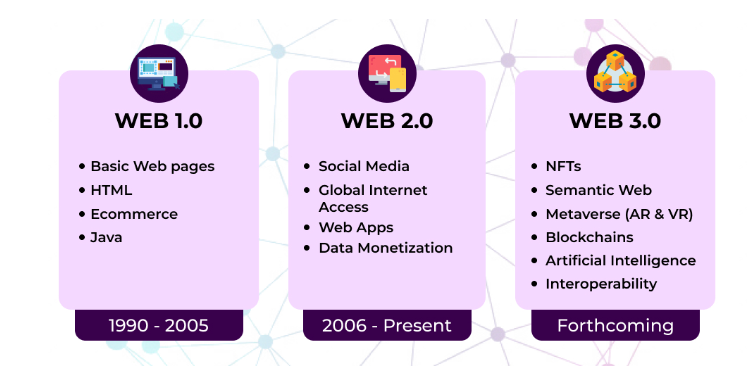 WEB 1.0
• Basic Web pages
• HTML
• Ecommerce
• Java
1990 - 2005
WEB 2.0
• Social Media
• Global Internet
Access
• Web Apps
• Data Monetization
2006 - Present
WEB 3.0
• NFTs
• Semantic Web
• Metaverse (AR & VR)
• Blockchains
• Artificial Intelligence
• Interoperability
Forthcoming